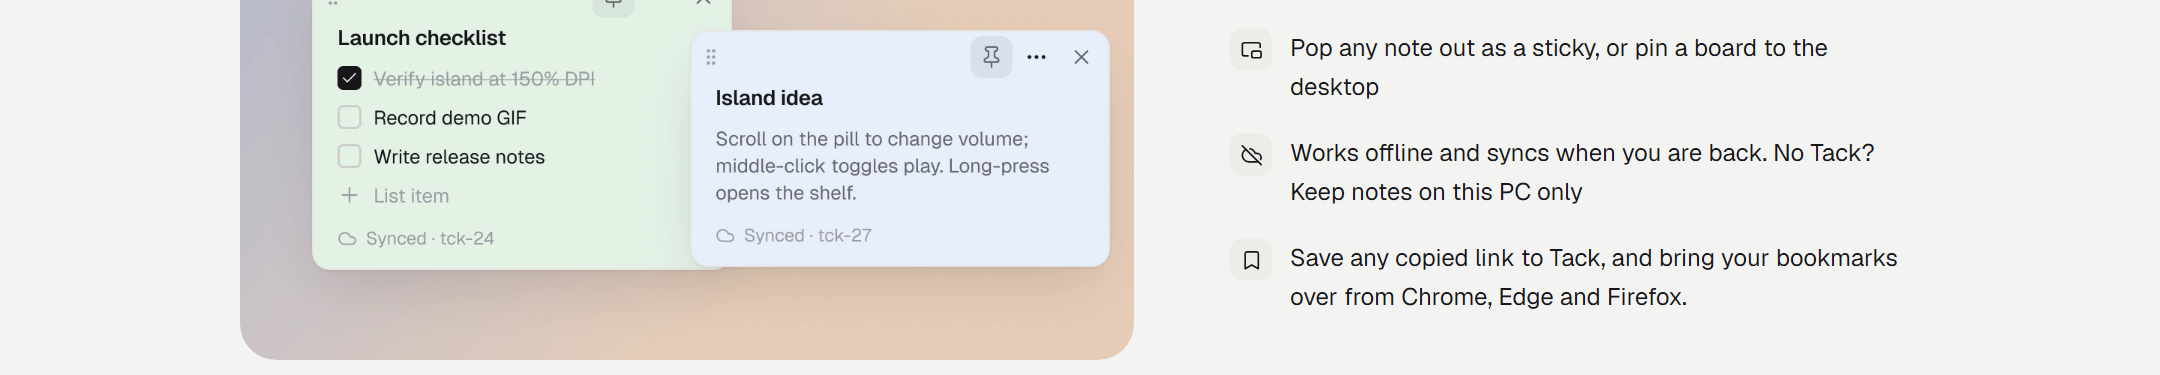 Launch checklist
Verify island at 150% DPI
Record demo GIF
Write release notes
List item
Synced · tck-24
Island idea
Scroll on the pill to change volume;
middle-click toggles play. Long-press
opens the shelf.
Synced · tck-27
Pop any note out as a sticky, or pin a board to the
desktop
Works offline and syncs when you are back. No Tack?
Keep notes on this PC only
Save any copied link to Tack, and bring your bookmarks
over from Chrome, Edge and Firefox.